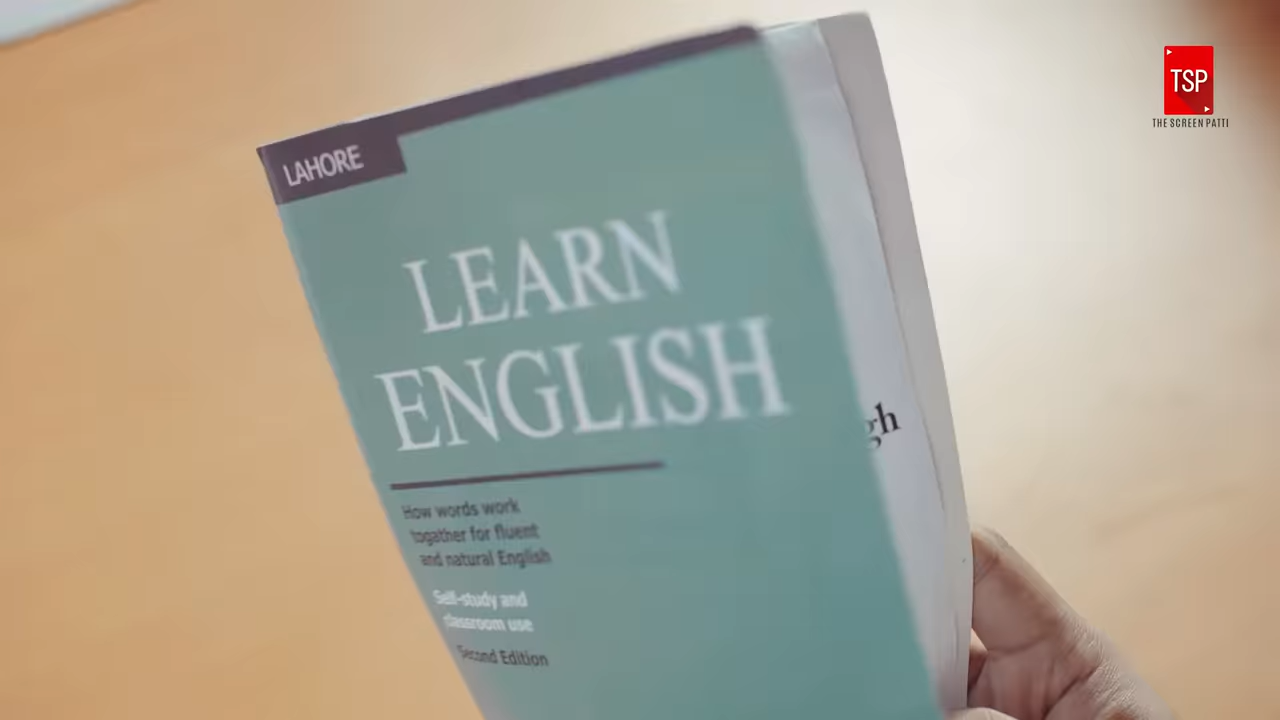 LAHORE
LEARN
ENGLISH
How words work
togather for fluent
and natural English
Self-study and
classroom use
Second Edition
gh
TSP
THE SCREEN PATTI